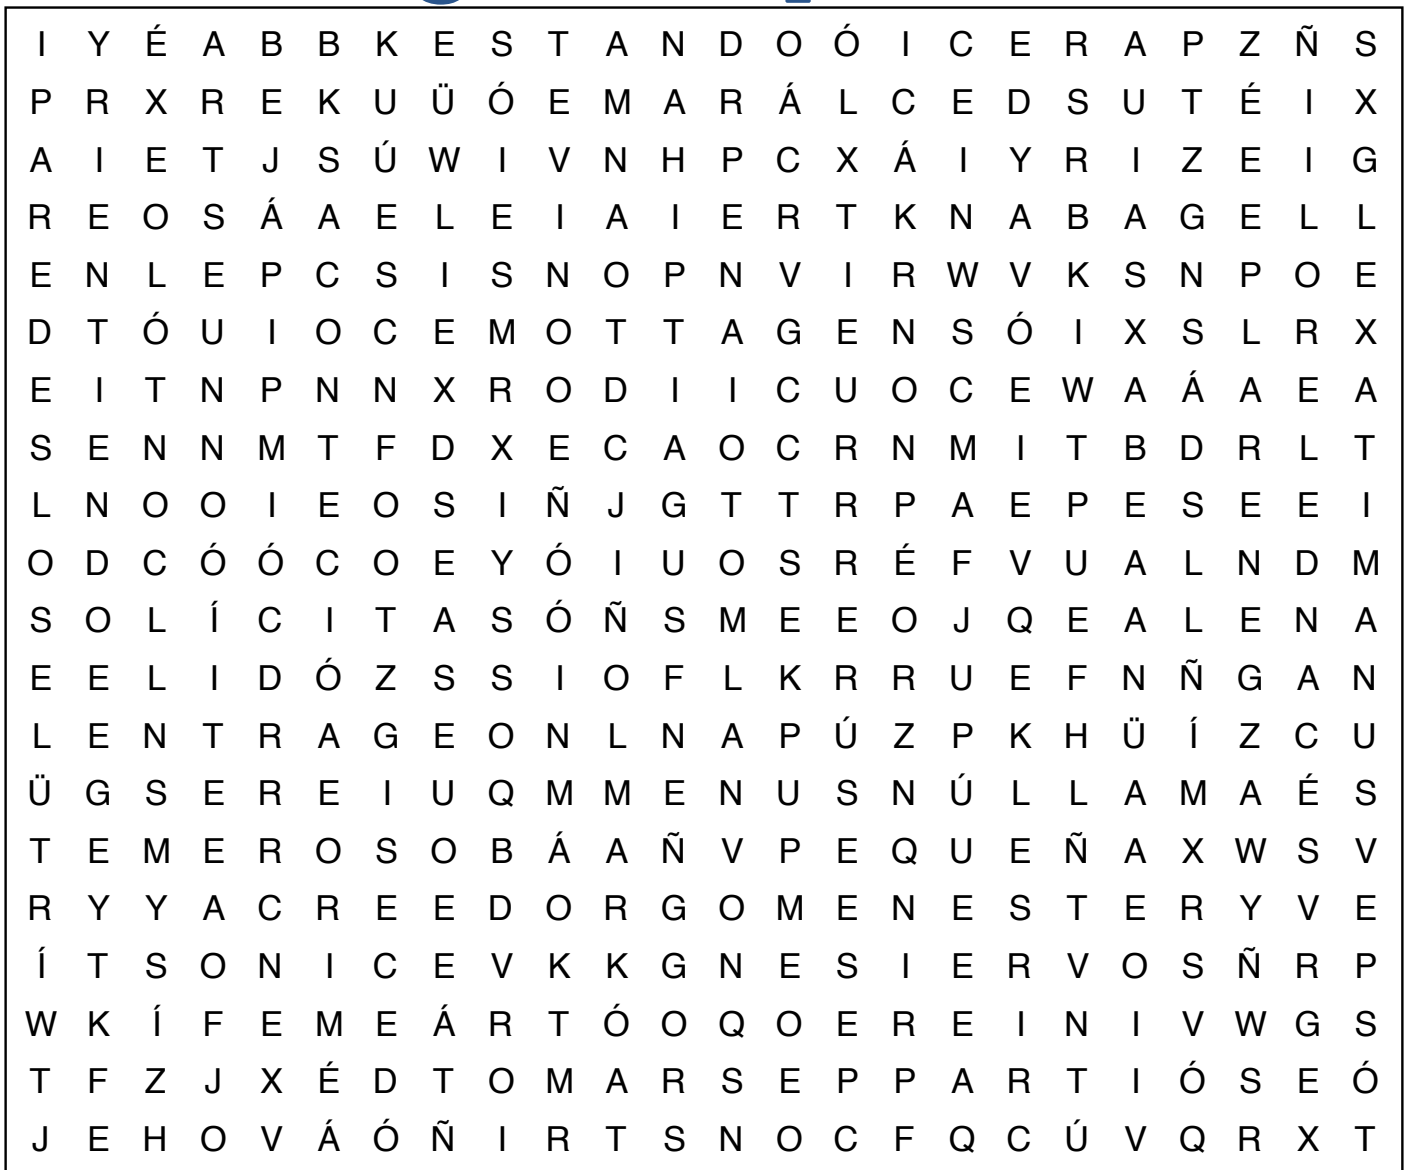 I Y É A B B K E S T A N D O Ó I C E R A P Z Ñ S
P R X R E K U Ü Ó E M A R Á L C E D S U T É I X
A I E T J S Ú W I V N H P C X Á I Y R I Z E I G
R E O S Á A E L E I A I E R T K N A B A G E L L
E N L E P C S I S N O P N V I R W V K S N P O E
D T Ó U I O C E M O T T A G E N S Ó I X S L R X
E I T N P N N X R O D I I C U O C E W A Á A E A
S E N N M T F D X E C A O C R N M I T B D R L T
L N O O I E O S I Ñ J G T T R P A E P E S E E I
O D C Ó Ó C O E Y Ó I U O S R É F V U A L N D M
S O L Í C I T A S Ó Ñ S M E E O J Q E A L E N A
E E L I D Ó Z S S I O F L K R R U E F N Ñ G A N
L E N T R A G E O N L N A P Ú Z P K H Ü Í Z C U
Ü G S E R E I U Q M M E N U S N Ú L L A M A É S
T E M E R O S O B Á A Ñ V P E Q U E Ñ A X W S V
R Y Y A C R E E D O R G O M E N E S T E R Y V E
Í T S O N I C E V K K G N E S I E R V O S Ñ R P
W K Í F E M E Á R T Ó O Q O E R E I N I V W G S
T F Z J X É D T O M A R S E P P A R T I Ó S E Ó
J E H O V Á Ó Ñ I R T S N O C F Q C Ú V Q R X T